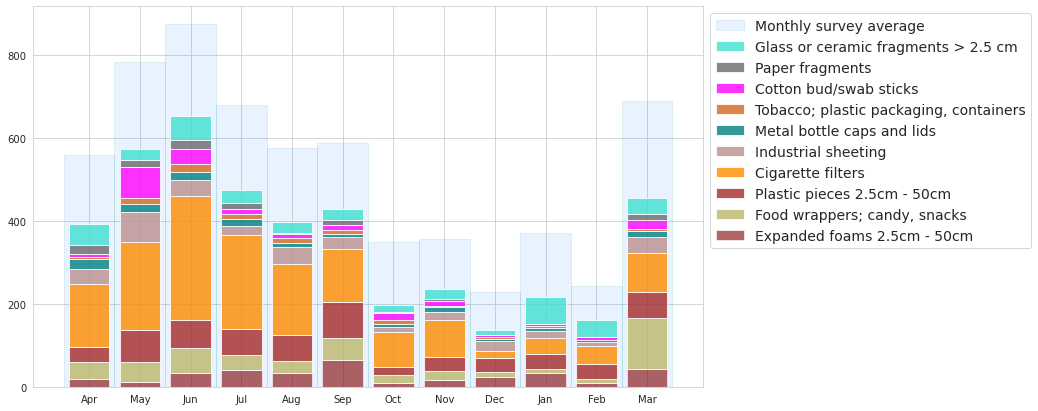 800
600
400
200
0
Apr May Jun Jul Aug Sep Oct Nov Dec Jan Feb Mar
Monthly survey average
Glass or ceramic fragments > 2.5 cm
Paper fragments
Cotton bud/swab sticks
Tobacco; plastic packaging, containers
Metal bottle caps and lids
Industrial sheeting
Cigarette filters
Plastic pieces 2.5cm - 50cm
Food wrappers; candy, snacks
Expanded foams 2.5cm - 50cm